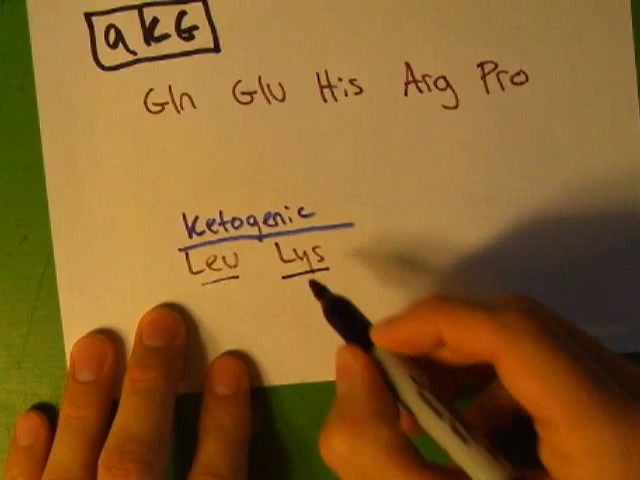 αKG
Gln Glu His Arg Pro
Ketogenic
Leu Lys